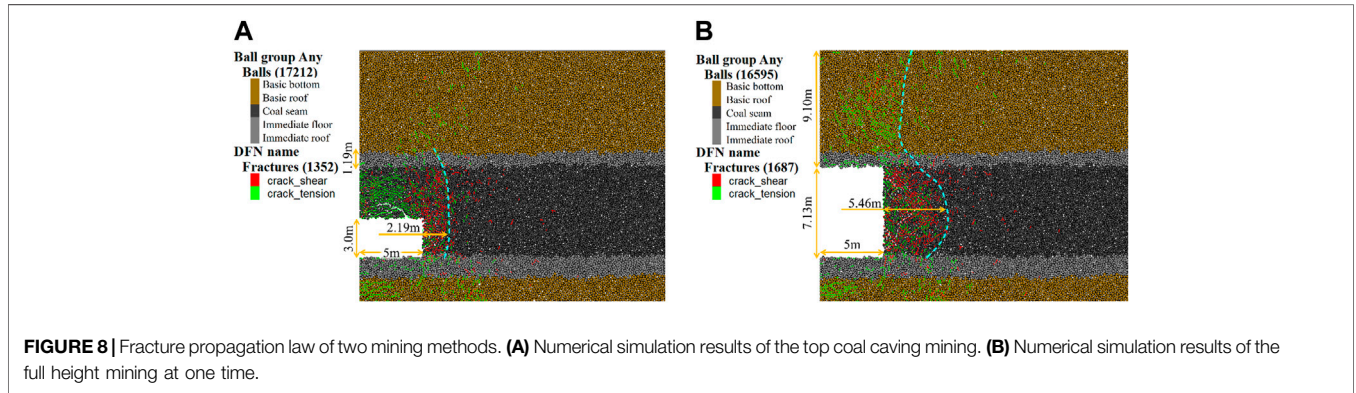 A
Ball group Any
Balls (17212)
Basic bottom
Basic roof
Coal seam
Immediate floor
Immediate roof
DFN name
Fractures (1352)
crack_shear
crack_tension
1.19m
3.0m
2.19m
5m
B
Ball group Any
Balls (16595)
Basic bottom
Basic roof
Coal seam
Immediate floor
Immediate roof
DFN name
Fractures (1687)
crack_shear
crack_tension
9.10m
7.13m
5.46m
5m
FIGURE 8 | Fracture propagation law of two mining methods. (A) Numerical simulation results of the top coal caving mining. (B) Numerical simulation results of the
full height mining at one time.